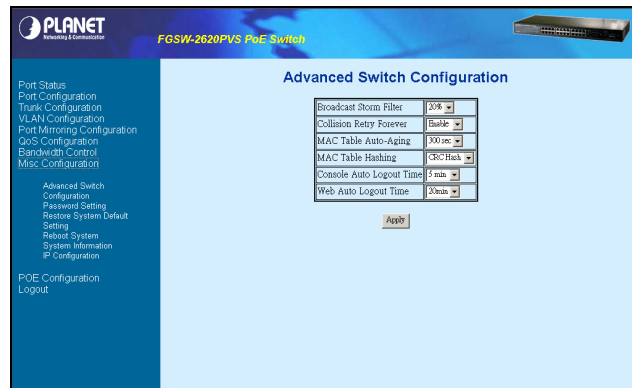 PLANET
Networking & Communication
FGSW-2620PVS PoE Switch
Port Status
Port Configuration
Trunk Configuration
VLAN Configuration
Port Mirroring Configuration
QoS Configuration
Bandwidth Control
Misc Configuration
Advanced Switch
Configuration
Password Setting
Restore System Default
Setting
Reboot System
System Information
IP Configuration
POE Configuration
Logout
Advanced Switch Configuration
Broadcast Storm Filter 20%
Collision Retry Forever Enable
MAC Table Auto-Aging 300 sec
MAC Table Hashing CRC Hash
Console Auto Logout Time 5 min
Web Auto Logout Time 20min
Apply